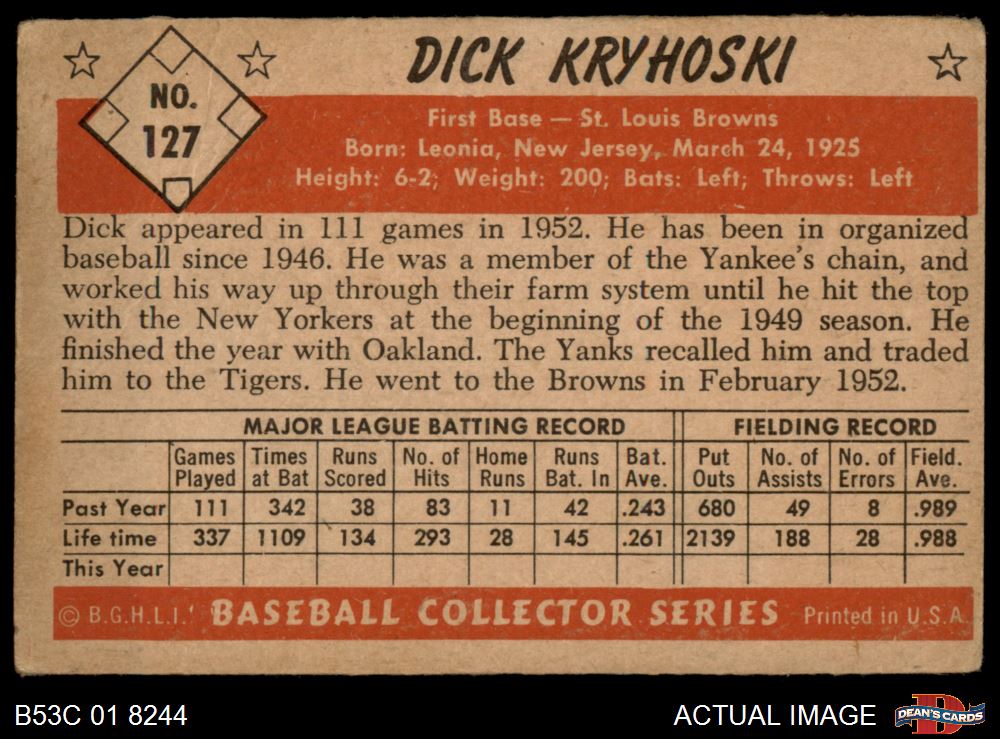 NO.
127
DICK KRYHOSKI
First Base — St. Louis Browns
Born: Leonia, New Jersey, March 24, 1925
Height: 6-2; Weight: 200; Bats: Left; Throws: Left
Dick appeared in 111 games in 1952. He has been in organized
baseball since 1946. He was a member of the Yankee's chain, and
worked his way up through their farm system until he hit the top
with the New Yorkers at the beginning of the 1949 season. He
finished the year with Oakland. The Yanks recalled him and traded
him to the Tigers. He went to the Browns in February 1952.
MAJOR LEAGUE BATTING RECORD FIELDING RECORD
Games Times Runs No. of Home Runs Bat. Put No. of No. of Field.
Played at Bat Scored Hits Runs Bat. In Ave. Outs Assists Errors Ave.
Past Year 111 342 38 83 11 42 .243 680 49 8 .989
Life time 337 1109 134 293 28 145 .261 2139 188 28 .988
This Year
© B.G.H.L.I. BASEBALL COLLECTOR SERIES Printed in U.S.A.
B53C 01 8244 ACTUAL IMAGE DEAN'S CARDS